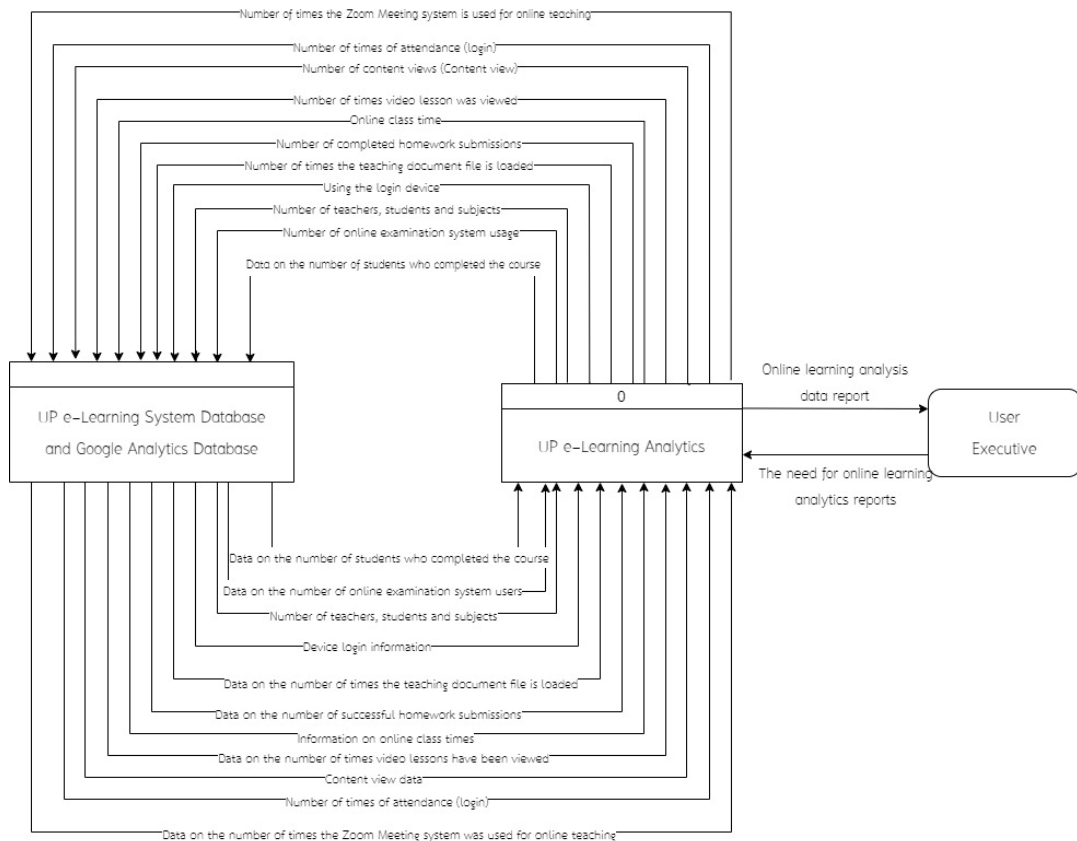 Number of times the Zoom Meeting system is used for online teaching
Number of times of attendance (login)
Number of content views (Content view)
Number of times video lesson was viewed
Online class time
Number of completed homework submissions
Number of times the teaching document file is loaded
Using the login device
Number of teachers, students and subjects
Number of online examination system usage
Data on the number of students who completed the course
UP e-Learning System Database
and Google Analytics Database
0
UP e-Learning Analytics
Online learning analysis
data report
User
Executive
The need for online learning
analytics reports
Data on the number of students who completed the course
Data on the number of online examination system users
Number of teachers, students and subjects
Device login information
Data on the number of times the teaching document file is loaded
Data on the number of successful homework submissions
Information on online class times
Data on the number of times video lessons have been viewed
Content view data
Number of times of attendance (login)
Data on the number of times the Zoom Meeting system was used for online teaching